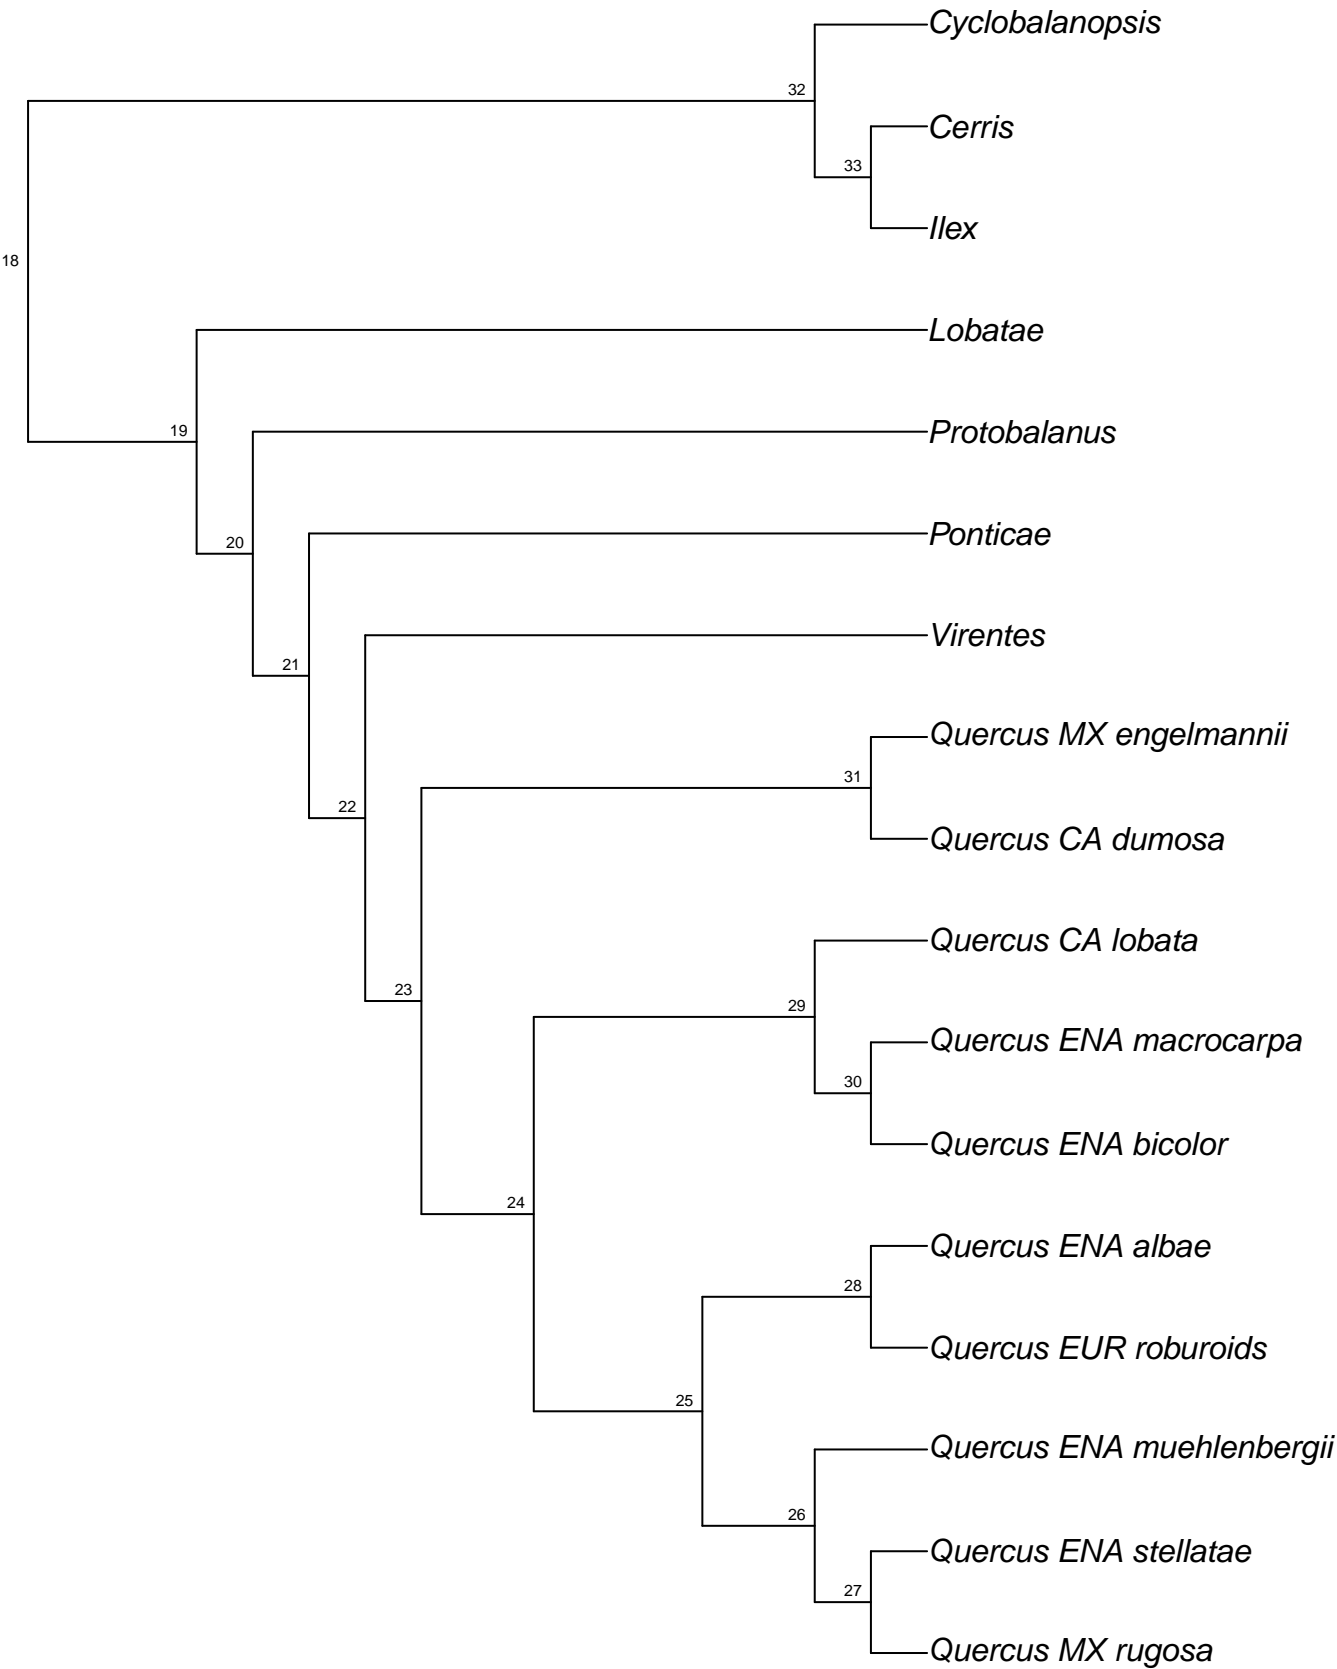 Cyclobalanopsis
32
Cerris
33
Ilex
18
Lobatae
19
Protobalanus
20
Ponticae
21
Virentes
22
Quercus MX engelmannii
31
Quercus CA dumosa
Quercus CA lobata
23
29
Quercus ENA macrocarpa
30
Quercus ENA bicolor
24
Quercus ENA albae
28
Quercus EUR roburoids
25
Quercus ENA muehlenbergii
26
Quercus ENA stellatae
27
Quercus MX rugosa